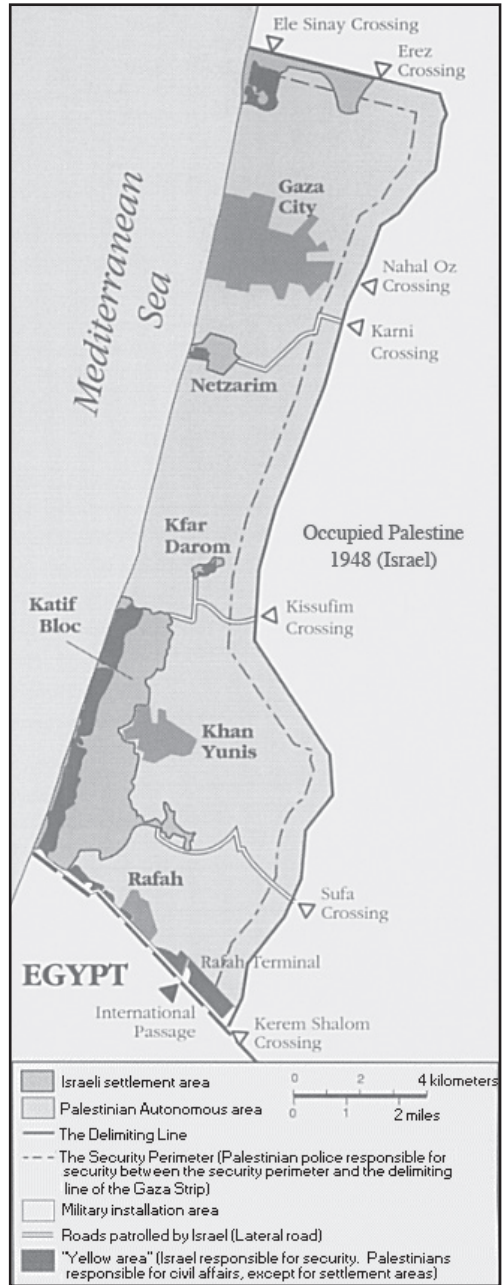 Ele Sinay Crossing
Erez
Crossing
Mediterranean
Sea
Gaza
City
Nahal Oz
Crossing
Karni
Crossing
Netzarim
Kfar
Darom
Occupied Palestine
1948 (Israel)
Katif
Bloc
Kissufim
Crossing
Khan
Yunis
Rafah
Sufa
Crossing
EGYPT
Rafah Terminal
International
Passage
Kerem Shalom
Crossing
Israeli settlement area
0 2 4 kilometers
Palestinian Autonomous area
0 1 2 miles
The Delimiting Line
The Security Perimeter (Palestinian police responsible for
security between the security perimeter and the delimiting
line of the Gaza Strip)
Military installation area
Roads patrolled by Israel (Lateral road)
"Yellow area" (Israel responsible for security. Palestinians
responsible for civil affairs, except for settlement areas)